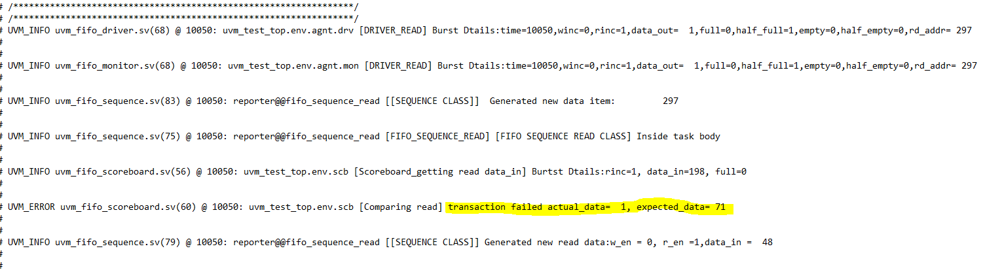 # /*****************************************************************/
# /*****************************************************************/
# UVM_INFO uvm_fifo_driver.sv(68) @ 10050: uvm_test_top.env.agnt.drv [DRIVER_READ] Burst Dtails:time=10050,winc=0,rinc=1,data_out=  1,full=0,half_full=1,empty=0,half_empty=0,rd_addr= 297
#
#
# UVM_INFO uvm_fifo_monitor.sv(68) @ 10050: uvm_test_top.env.agnt.mon [DRIVER_READ] Burst Dtails:time=10050,winc=0,rinc=1,data_out=  1,full=0,half_full=1,empty=0,half_empty=0,rd_addr= 297
#
#
# UVM_INFO uvm_fifo_sequence.sv(83) @ 10050: reporter@@fifo_sequence_read [[SEQUENCE CLASS]]  Generated new data item:         297
#
#
# UVM_INFO uvm_fifo_sequence.sv(75) @ 10050: reporter@@fifo_sequence_read [FIFO_SEQUENCE_READ] [FIFO SEQUENCE READ CLASS] Inside task body
#
#
# UVM_INFO uvm_fifo_scoreboard.sv(56) @ 10050: uvm_test_top.env.scb [Scoreboard_getting read data_in] Burtst Dtails:rinc=1, data_in=198, full=0
#
#
# UVM_ERROR uvm_fifo_scoreboard.sv(60) @ 10050: uvm_test_top.env.scb [Comparing read] transaction failed actual_data=  1, expected_data= 71
#
#
# UVM_INFO uvm_fifo_sequence.sv(79) @ 10050: reporter@@fifo_sequence_read [[SEQUENCE CLASS]] Generated new read data:w_en = 0, r_en =1,data_in =  48
#
#